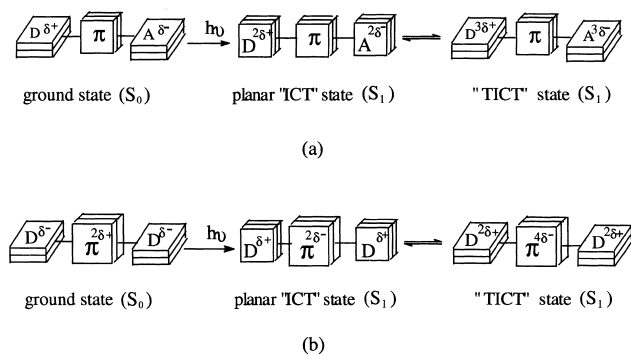 D^δ+ π A^δ- hυ D^2δ+ π A^2δ- D^3δ+ π A^3δ-
ground state (S₀) planar "ICT" state (S₁) "TICT" state (S₁)
(a)
D^δ- π^2δ+ D^δ- hυ D^δ+ π^2δ- D^δ+ D^2δ+ π^4δ- D^2δ+
ground state (S₀) planar "ICT" state (S₁) "TICT" state (S₁)
(b)